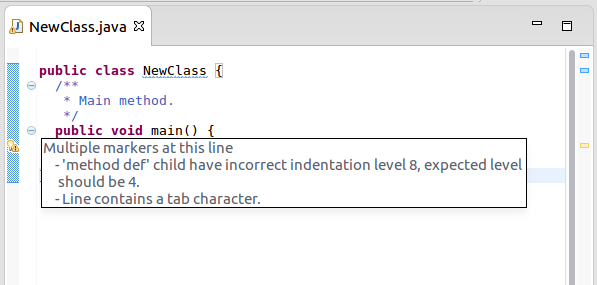 NewClass.java
public class NewClass {
/**
* Main method.
*/
public void main() {
Multiple markers at this line
- 'method def' child have incorrect indentation level 8, expected level
should be 4.
- Line contains a tab character.